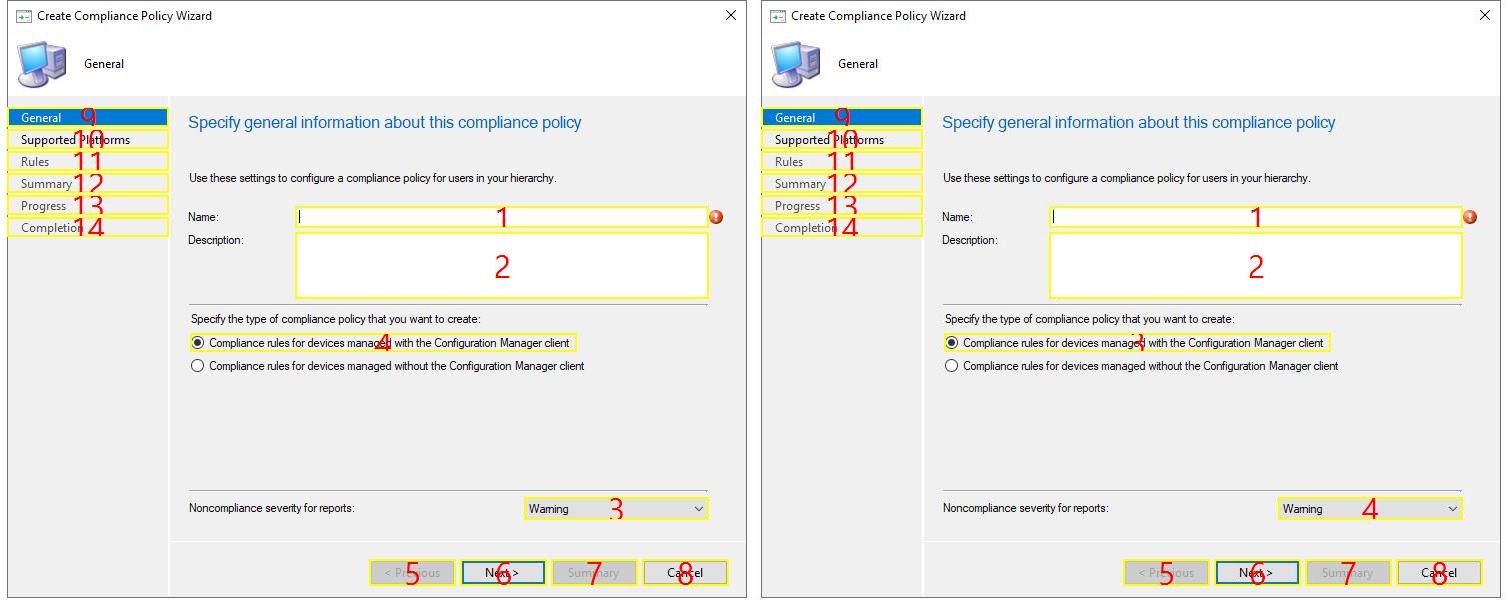 Create Compliance Policy Wizard
General
General 9
Supported Platforms 10
Rules 11
Summary 12
Progress 13
Completion 14
Specify general information about this compliance policy
Use these settings to configure a compliance policy for users in your hierarchy.
Name: 1
Description: 2
Specify the type of compliance policy that you want to create:
Compliance rules for devices managed with the Configuration Manager client 4
Compliance rules for devices managed without the Configuration Manager client
Noncompliance severity for reports: Warning 3
< Previous 5 Next > 6 Summary 7 Cancel 8
Create Compliance Policy Wizard
General
General 9
Supported Platforms 10
Rules 11
Summary 12
Progress 13
Completion 14
Specify general information about this compliance policy
Use these settings to configure a compliance policy for users in your hierarchy.
Name: 1
Description: 2
Specify the type of compliance policy that you want to create:
Compliance rules for devices managed with the Configuration Manager client 3
Compliance rules for devices managed without the Configuration Manager client
Noncompliance severity for reports: Warning 4
< Previous 5 Next > 6 Summary 7 Cancel 8